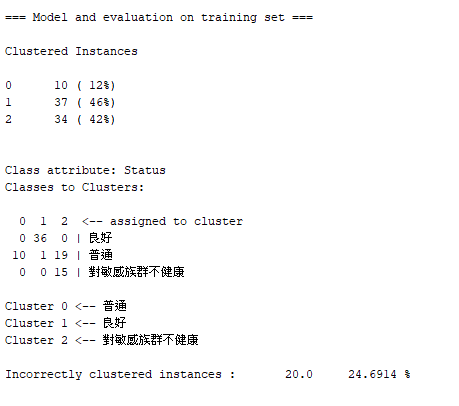 === Model and evaluation on training set ===
Clustered Instances
0      10 ( 12%)
1      37 ( 46%)
2      34 ( 42%)
Class attribute: Status
Classes to Clusters:
  0  1  2  <-- assigned to cluster
  0 36  0 | 良好
 10  1 19 | 普通
  0  0 15 | 對敏感族群不健康
Cluster 0 <-- 普通
Cluster 1 <-- 良好
Cluster 2 <-- 對敏感族群不健康
Incorrectly clustered instances :       20.0     24.6914 %